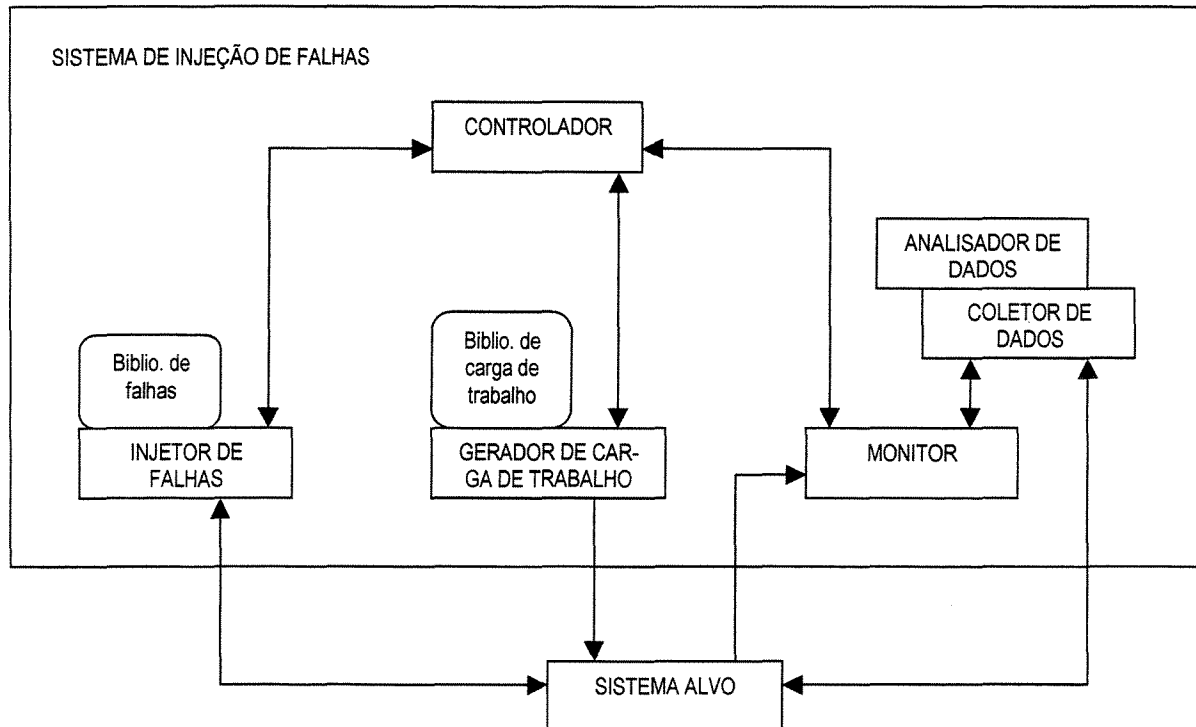 SISTEMA DE INJEÇÃO DE FALHAS
CONTROLADOR
ANALISADOR DE
DADOS
COLETOR DE
DADOS
Biblio. de
falhas
Biblio. de
carga de
trabalho
INJETOR DE
FALHAS
GERADOR DE CAR-
GA DE TRABALHO
MONITOR
SISTEMA ALVO